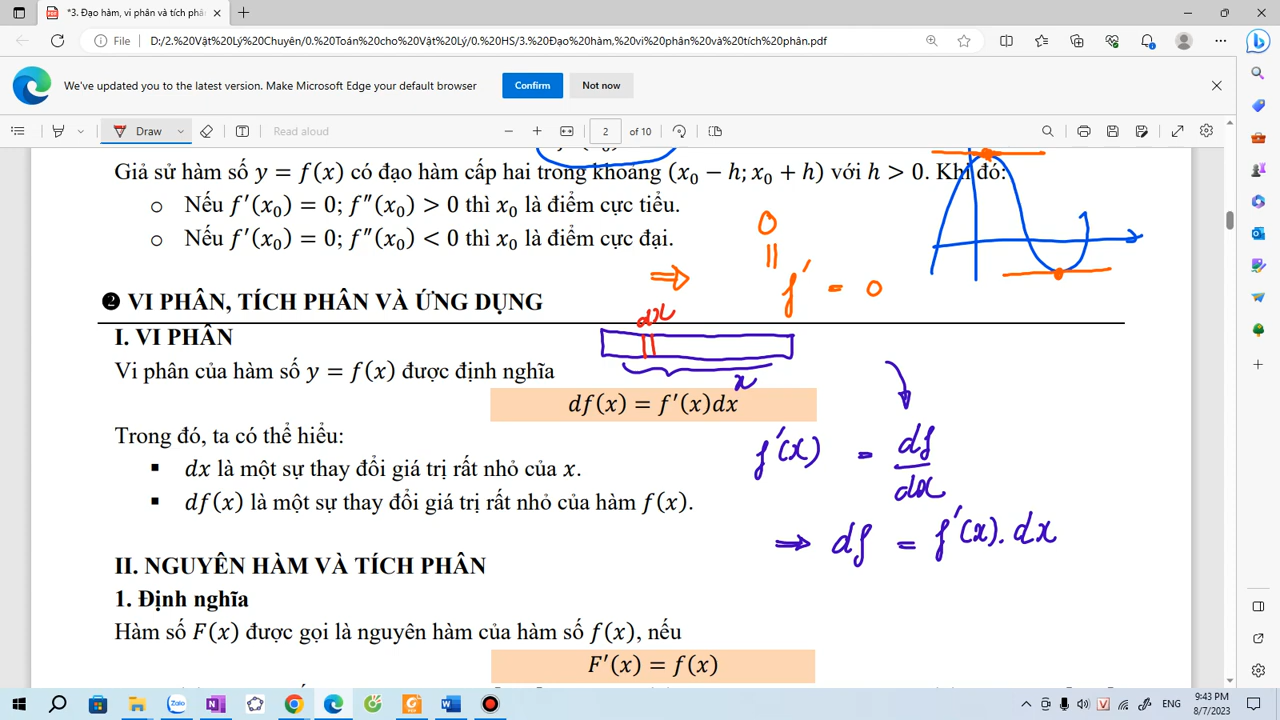 *3. Đạo hàm, vi phân và tích phân
File
D:/2.%20Vật%20Lý%20Chuyên/0.%20Toán%20cho%20Vật%20Lý/0.%20HS/3.%20Đạo%20hàm,%20vi%20phân%20và%20tích%20phân.pdf
We've updated you to the latest version. Make Microsoft Edge your default browser
Confirm
Not now
Draw
Read aloud
2
of 10
Giả sử hàm số y = f(x) có đạo hàm cấp hai trong khoảng (x₀ − h; x₀ + h) với h > 0. Khi đó:
o Nếu f′(x₀) = 0; f″(x₀) > 0 thì x₀ là điểm cực tiểu.
o Nếu f′(x₀) = 0; f″(x₀) < 0 thì x₀ là điểm cực đại.
0
=
⇒ f' = 0
❷ VI PHÂN, TÍCH PHÂN VÀ ỨNG DỤNG
dx
I. VI PHÂN
Vi phân của hàm số y = f(x) được định nghĩa
x
df(x) = f′(x)dx
Trong đó, ta có thể hiểu:
f'(x) = df/dx
▪ dx là một sự thay đổi giá trị rất nhỏ của x.
▪ df(x) là một sự thay đổi giá trị rất nhỏ của hàm f(x).
⇒ df = f'(x).dx
II. NGUYÊN HÀM VÀ TÍCH PHÂN
1. Định nghĩa
Hàm số F(x) được gọi là nguyên hàm của hàm số f(x), nếu
F′(x) = f(x)
Zalo
ENG
9:43 PM
8/7/2023